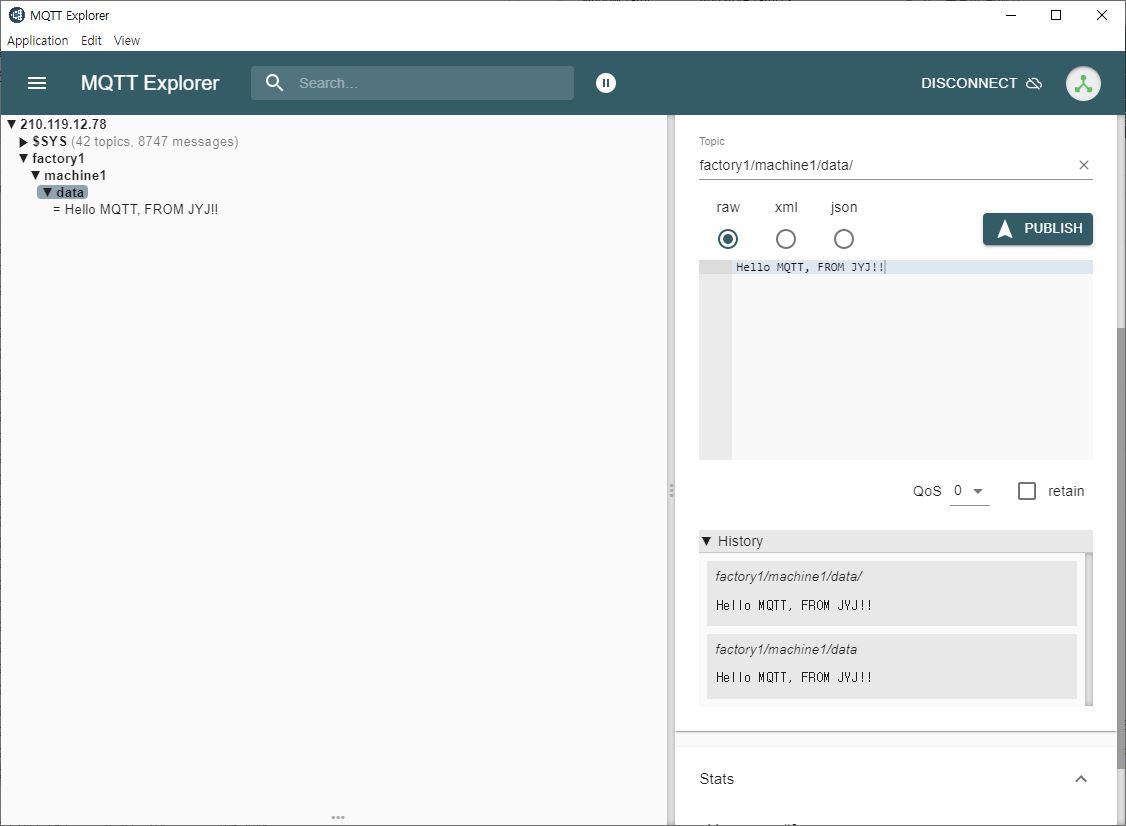 MQTT Explorer
Application Edit View
MQTT Explorer
Search...
DISCONNECT
▼ 210.119.12.78
▶ $SYS (42 topics, 8747 messages)
▼ factory1
▼ machine1
▼ data
= Hello MQTT, FROM JYJ!!
Topic
factory1/machine1/data/
raw xml json
PUBLISH
Hello MQTT, FROM JYJ!!
QoS 0 retain
▼ History
factory1/machine1/data/
Hello MQTT, FROM JYJ!!
factory1/machine1/data
Hello MQTT, FROM JYJ!!
Stats